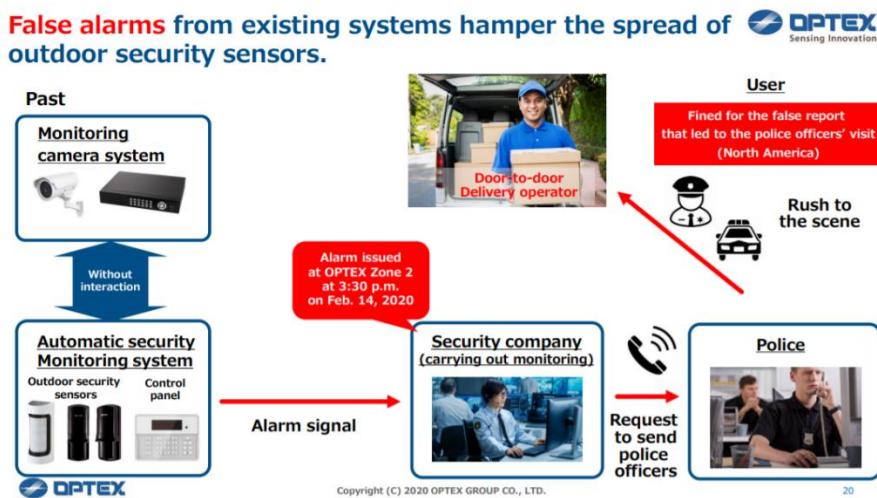 False alarms from existing systems hamper the spread of
outdoor security sensors.
OPTEX
Sensing Innovation
Past
Monitoring
camera system
Without
interaction
Automatic security
Monitoring system
Outdoor security
sensors
Control
panel
Alarm signal
Alarm issued
at OPTEX Zone 2
at 3:30 p.m.
on Feb. 14, 2020
Security company
(carrying out monitoring)
Request
to send
police
officers
Police
Rush to
the scene
Door-to-door
Delivery operator
User
Fined for the false report
that led to the police officers’ visit
(North America)
OPTEX
Copyright (C) 2020 OPTEX GROUP CO., LTD.
20